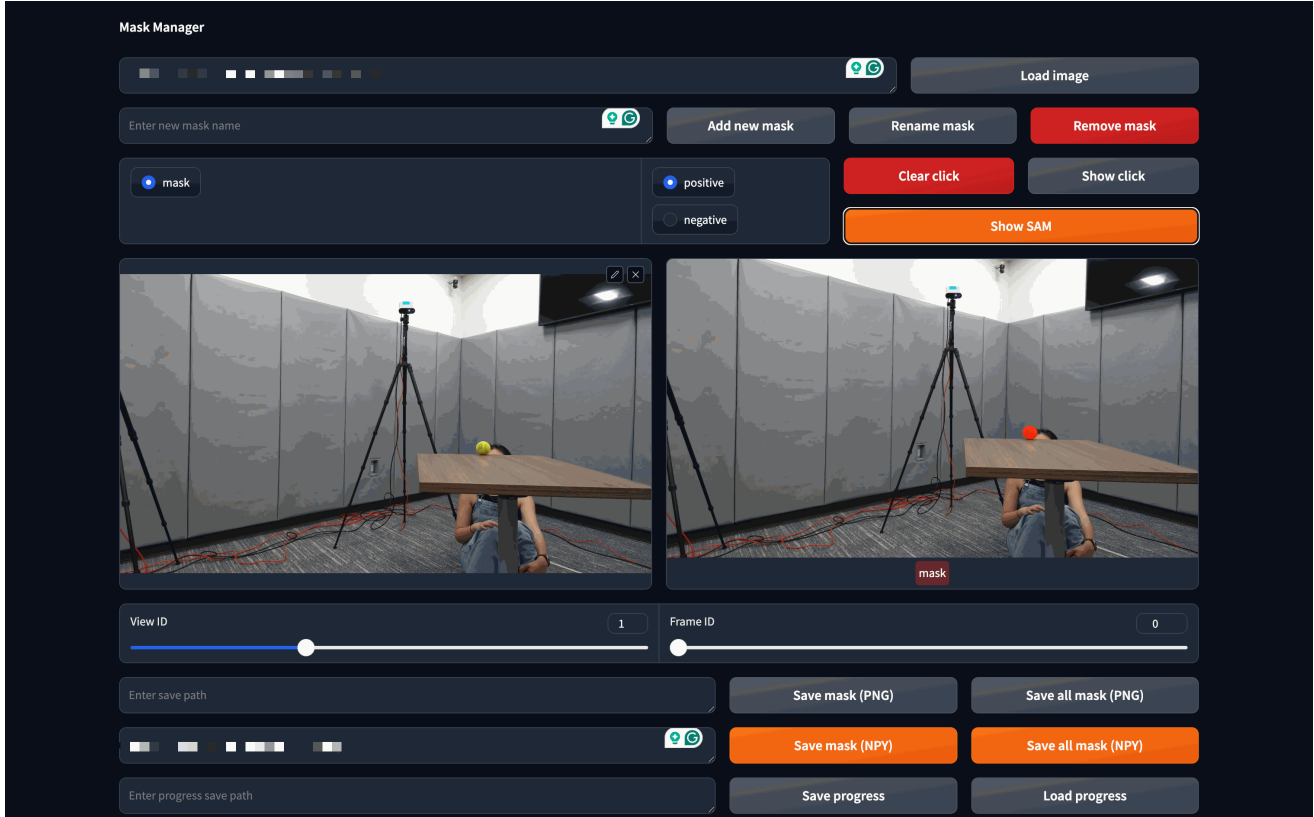 Mask Manager
Load image
Enter new mask name
Add new mask
Rename mask
Remove mask
mask
positive
negative
Clear click
Show click
Show SAM
mask
View ID
1
Frame ID
0
Enter save path
Save mask (PNG)
Save all mask (PNG)
Save mask (NPY)
Save all mask (NPY)
Enter progress save path
Save progress
Load progress